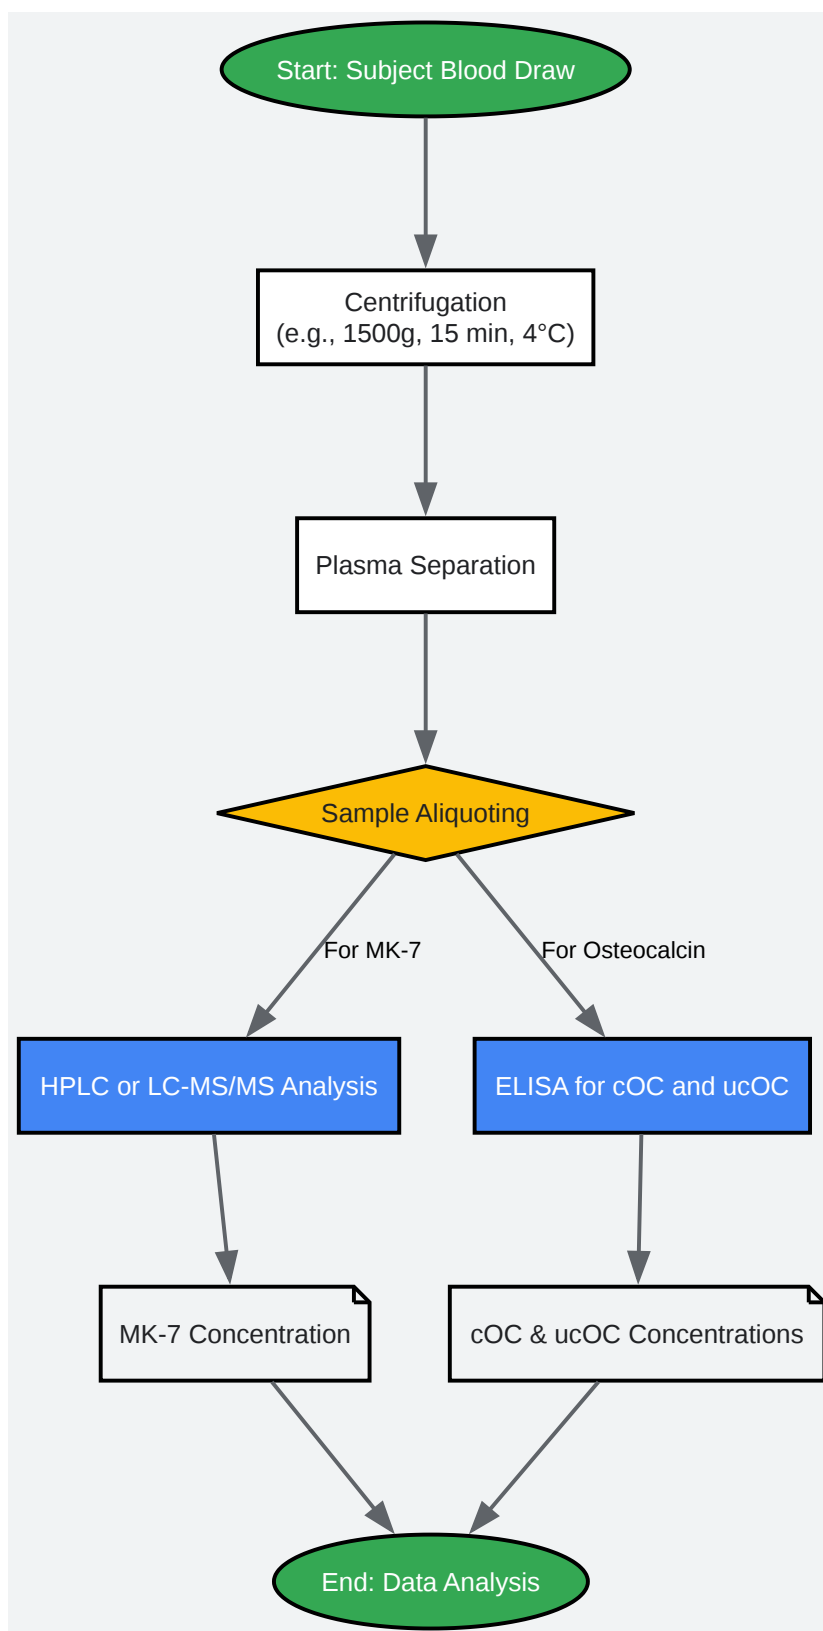 Start: Subject Blood Draw
Centrifugation
(e.g., 1500g, 15 min, 4°C)
Plasma Separation
Sample Aliquoting
For MK-7
For Osteocalcin
HPLC or LC-MS/MS Analysis
ELISA for cOC and ucOC
MK-7 Concentration
cOC & ucOC Concentrations
End: Data Analysis